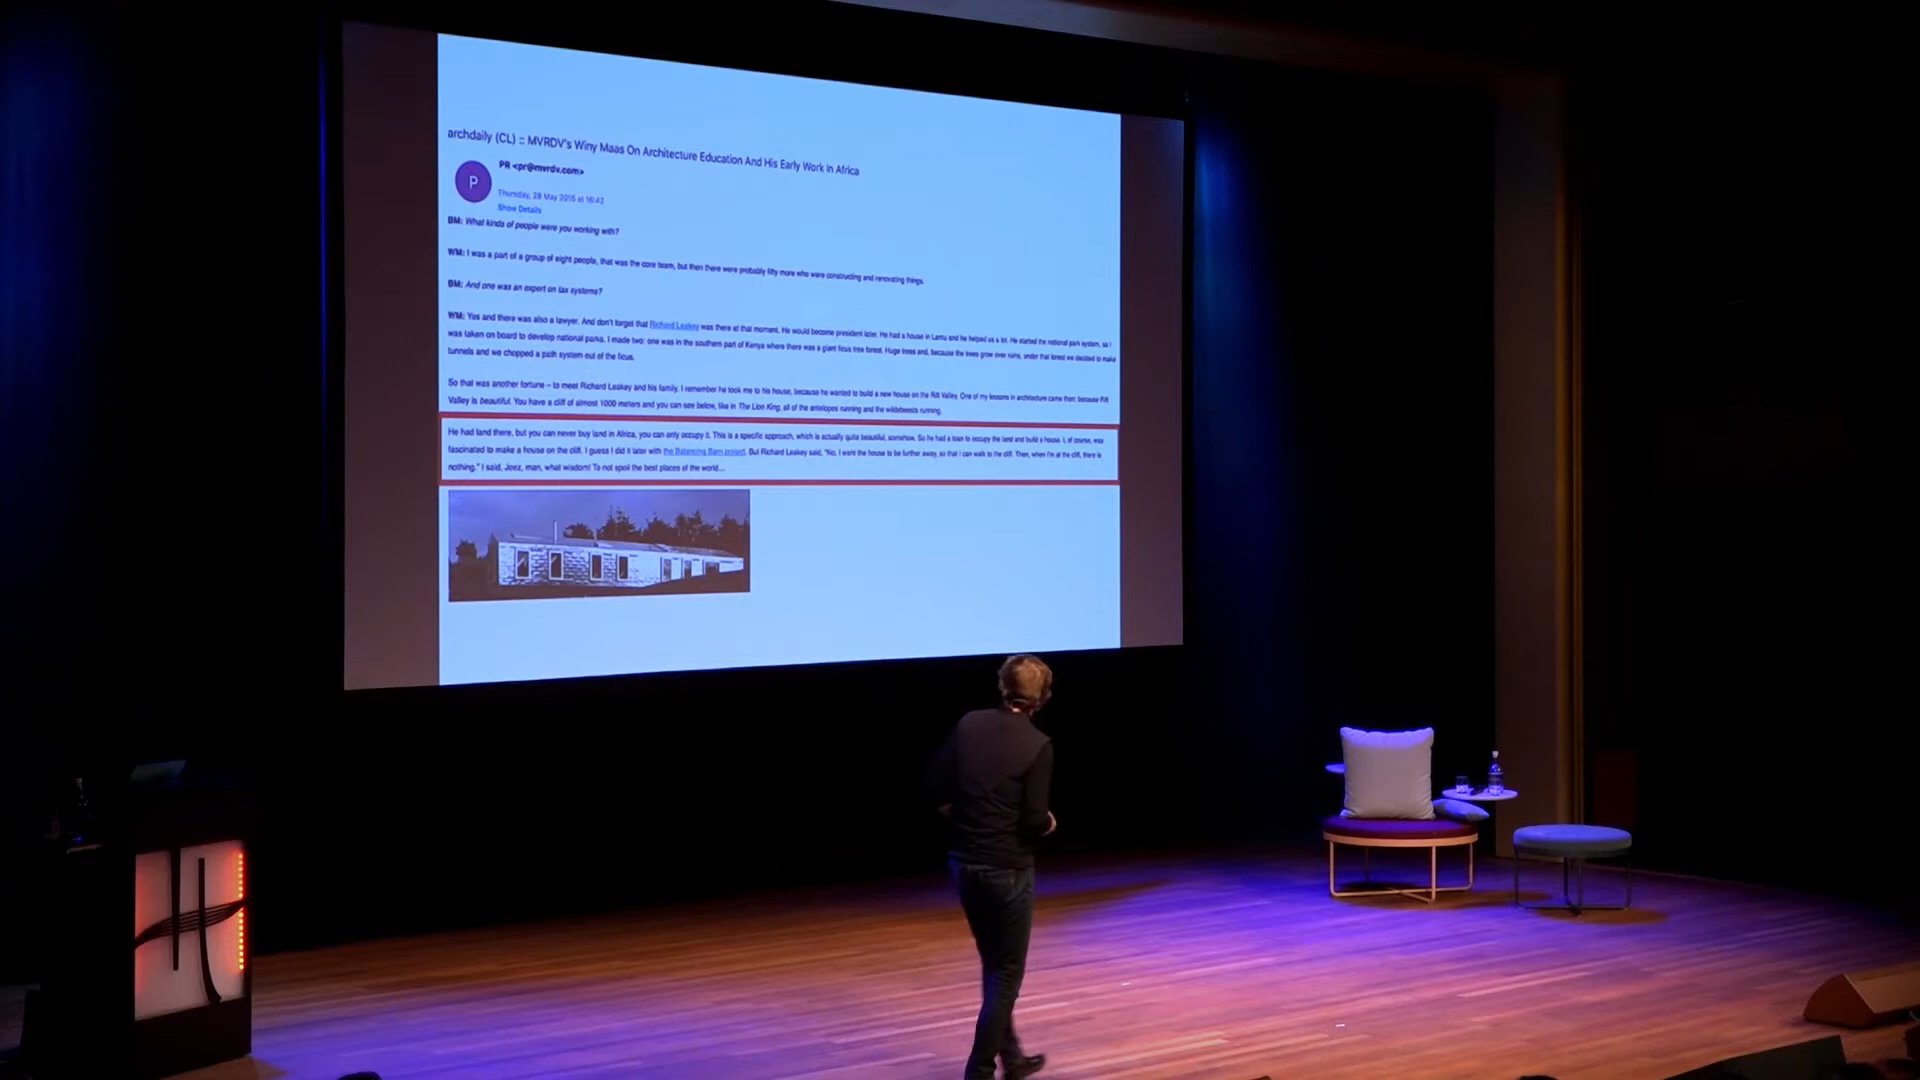 archdaily (CL) :: MVRDV's Winy Maas On Architecture Education And His Early Work In Africa
P
PR <pr@mvrdv.com>
Thursday, 28 May 2015 at 16:42
Show Details
BM: What kinds of people were you working with?
WM: I was a part of a group of eight people, that was the core team, but then there were probably fifty more who were constructing and renovating things.
BM: And one was an expert on tax systems?
WM: Yes and there was also a lawyer. And don't forget that Richard Leakey was there at that moment. He would become president later. He had a house in Lamu and he helped us a lot. He started the national park system, so I
was taken on board to develop national parks. I made two: one was in the southern part of Kenya where there was a giant ficus tree forest. Huge trees and, because the trees grow over ruins, under that forest we decided to make
tunnels and we chopped a path system out of the ficus.
So that was another fortune – to meet Richard Leakey and his family. I remember he took me to his house, because he wanted to build a new house on the Rift Valley. One of my lessons in architecture came then: because Rift
Valley is beautiful. You have a cliff of almost 1000 meters and you can see below, like in The Lion King, all of the antelopes running and the wildebeests running.
He had land there, but you can never buy land in Africa, you can only occupy it. This is a specific approach, which is actually quite beautiful, somehow. So he had a loan to occupy the land and build a house. I, of course, was
fascinated to make a house on the cliff. I guess I did it later with the Balancing Barn project. But Richard Leakey said, "No, I want the house to be further away, so that I can walk to the cliff. Then, when I'm at the cliff, there is
nothing." I said, Jeez, man, what wisdom! To not spoil the best places of the world...